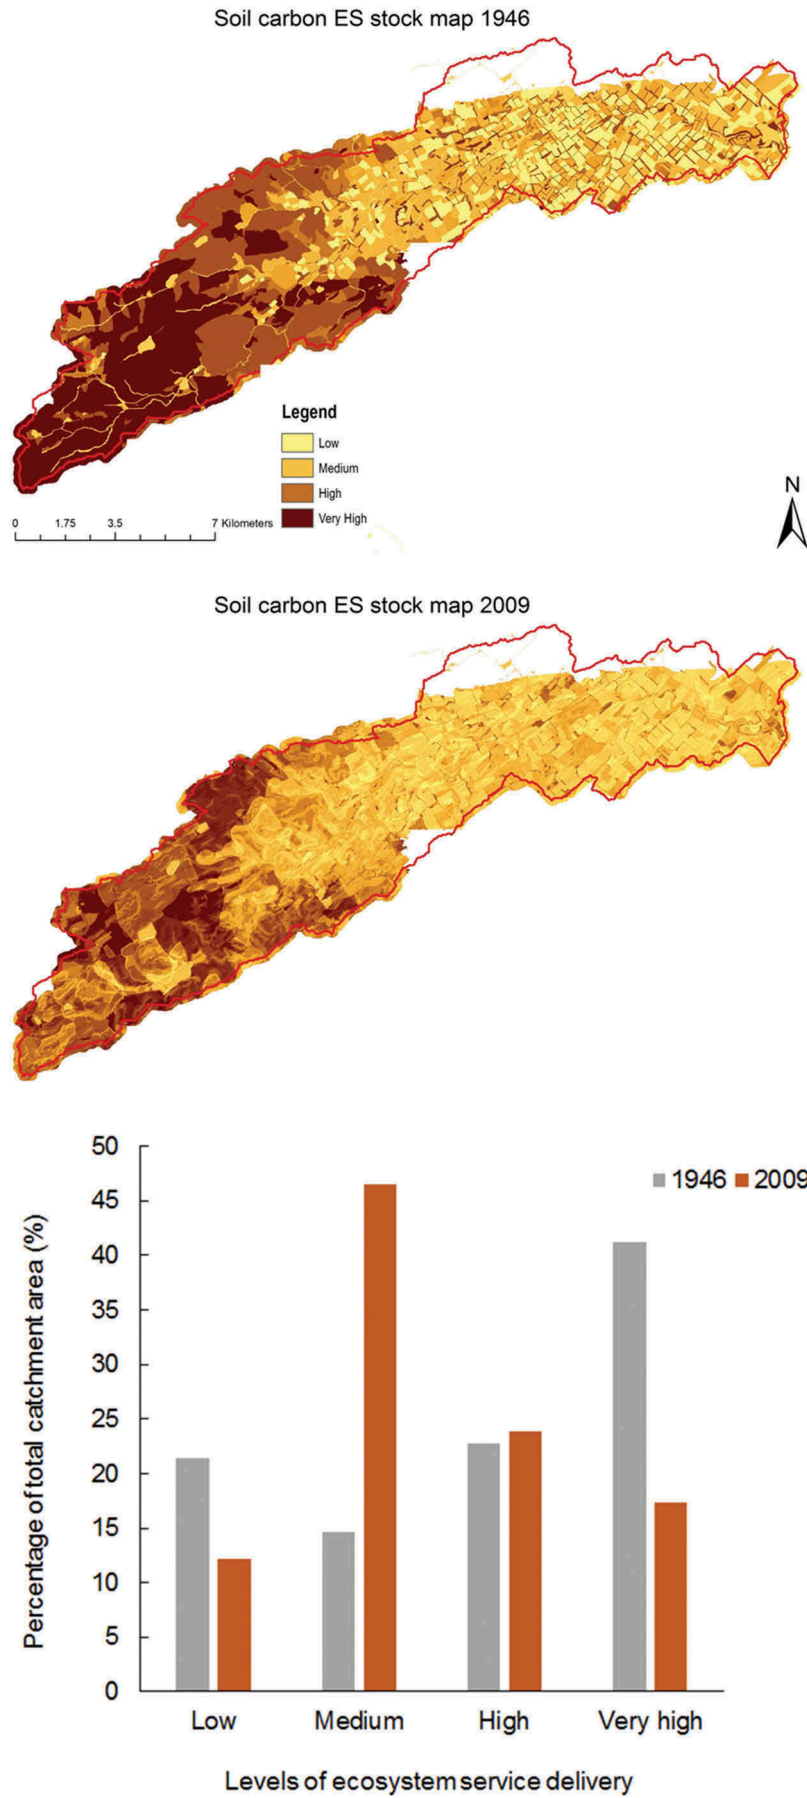 Soil carbon ES stock map 1946
Legend
Low
Medium
High
Very High
0 1.75 3.5 7 Kilometers
N
Soil carbon ES stock map 2009
1946 2009
Percentage of total catchment area (%)
50
45
40
35
30
25
20
15
10
5
0
Low Medium High Very high
Levels of ecosystem service delivery